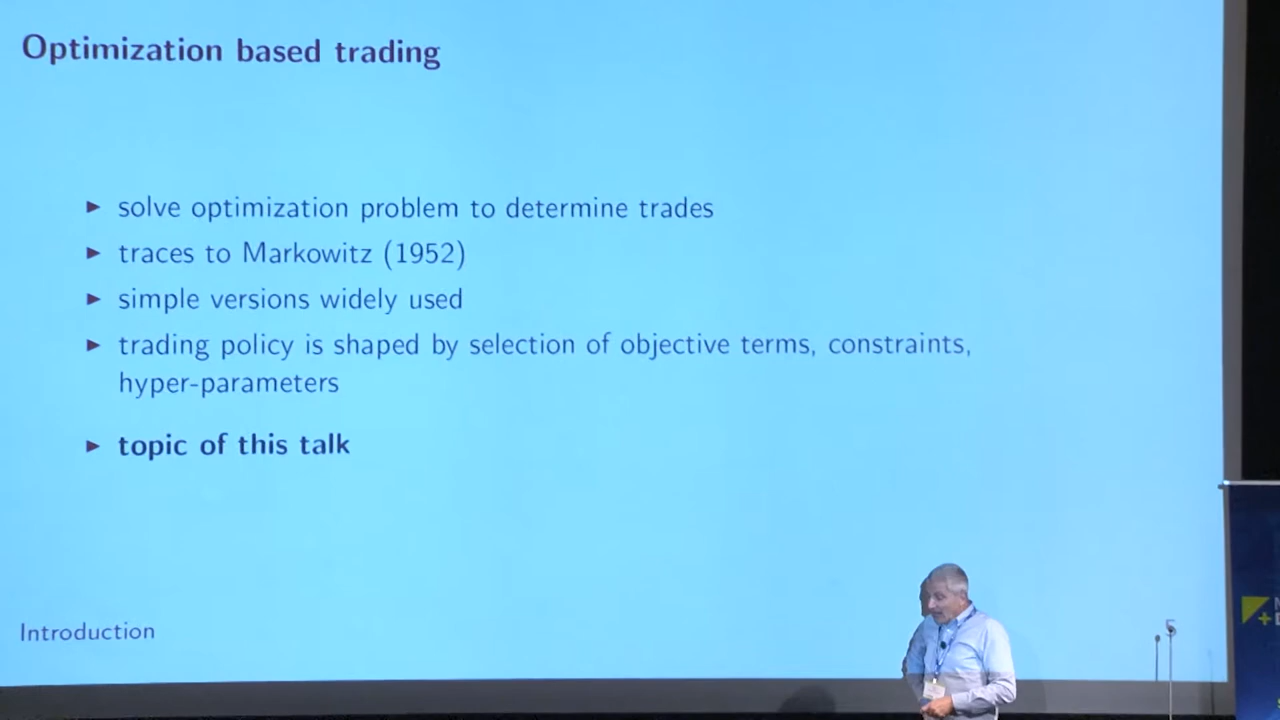 Optimization based trading
▶ solve optimization problem to determine trades
▶ traces to Markowitz (1952)
▶ simple versions widely used
▶ trading policy is shaped by selection of objective terms, constraints,
hyper-parameters
▶ topic of this talk
Introduction
5